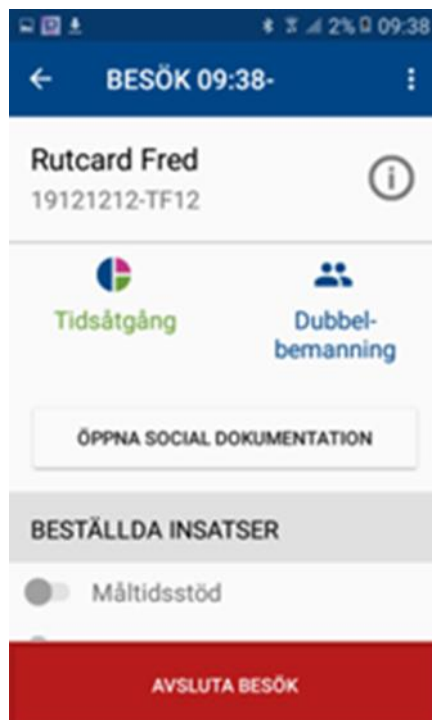 2% 09:38
BESÖK 09:38-
Rutcard Fred
19121212-TF12
Tidsåtgång
Dubbel-
bemanning
ÖPPNA SOCIAL DOKUMENTATION
BESTÄLLDA INSATSER
Måltidsstöd
AVSLUTA BESÖK